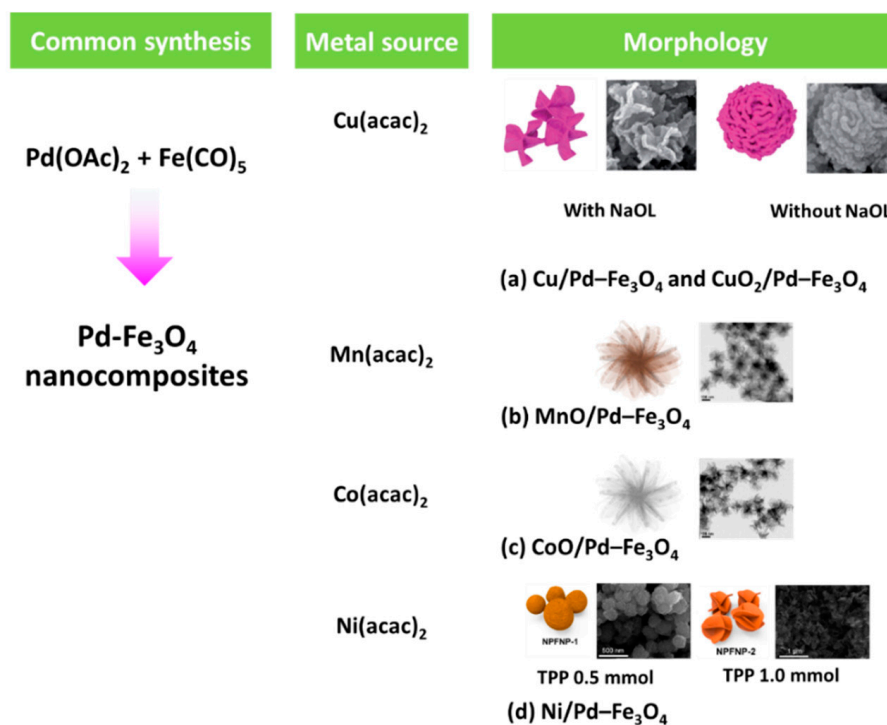 Common synthesis
Metal source
Morphology
Cu(acac)₂
Pd(OAc)₂ + Fe(CO)₅
With NaOL
Without NaOL
(a) Cu/Pd–Fe₃O₄ and CuO₂/Pd–Fe₃O₄
Pd-Fe₃O₄
nanocomposites
Mn(acac)₂
(b) MnO/Pd–Fe₃O₄
Co(acac)₂
(c) CoO/Pd–Fe₃O₄
Ni(acac)₂
NPFNP-1
500 nm
NPFNP-2
1 μm
TPP 0.5 mmol
TPP 1.0 mmol
(d) Ni/Pd–Fe₃O₄